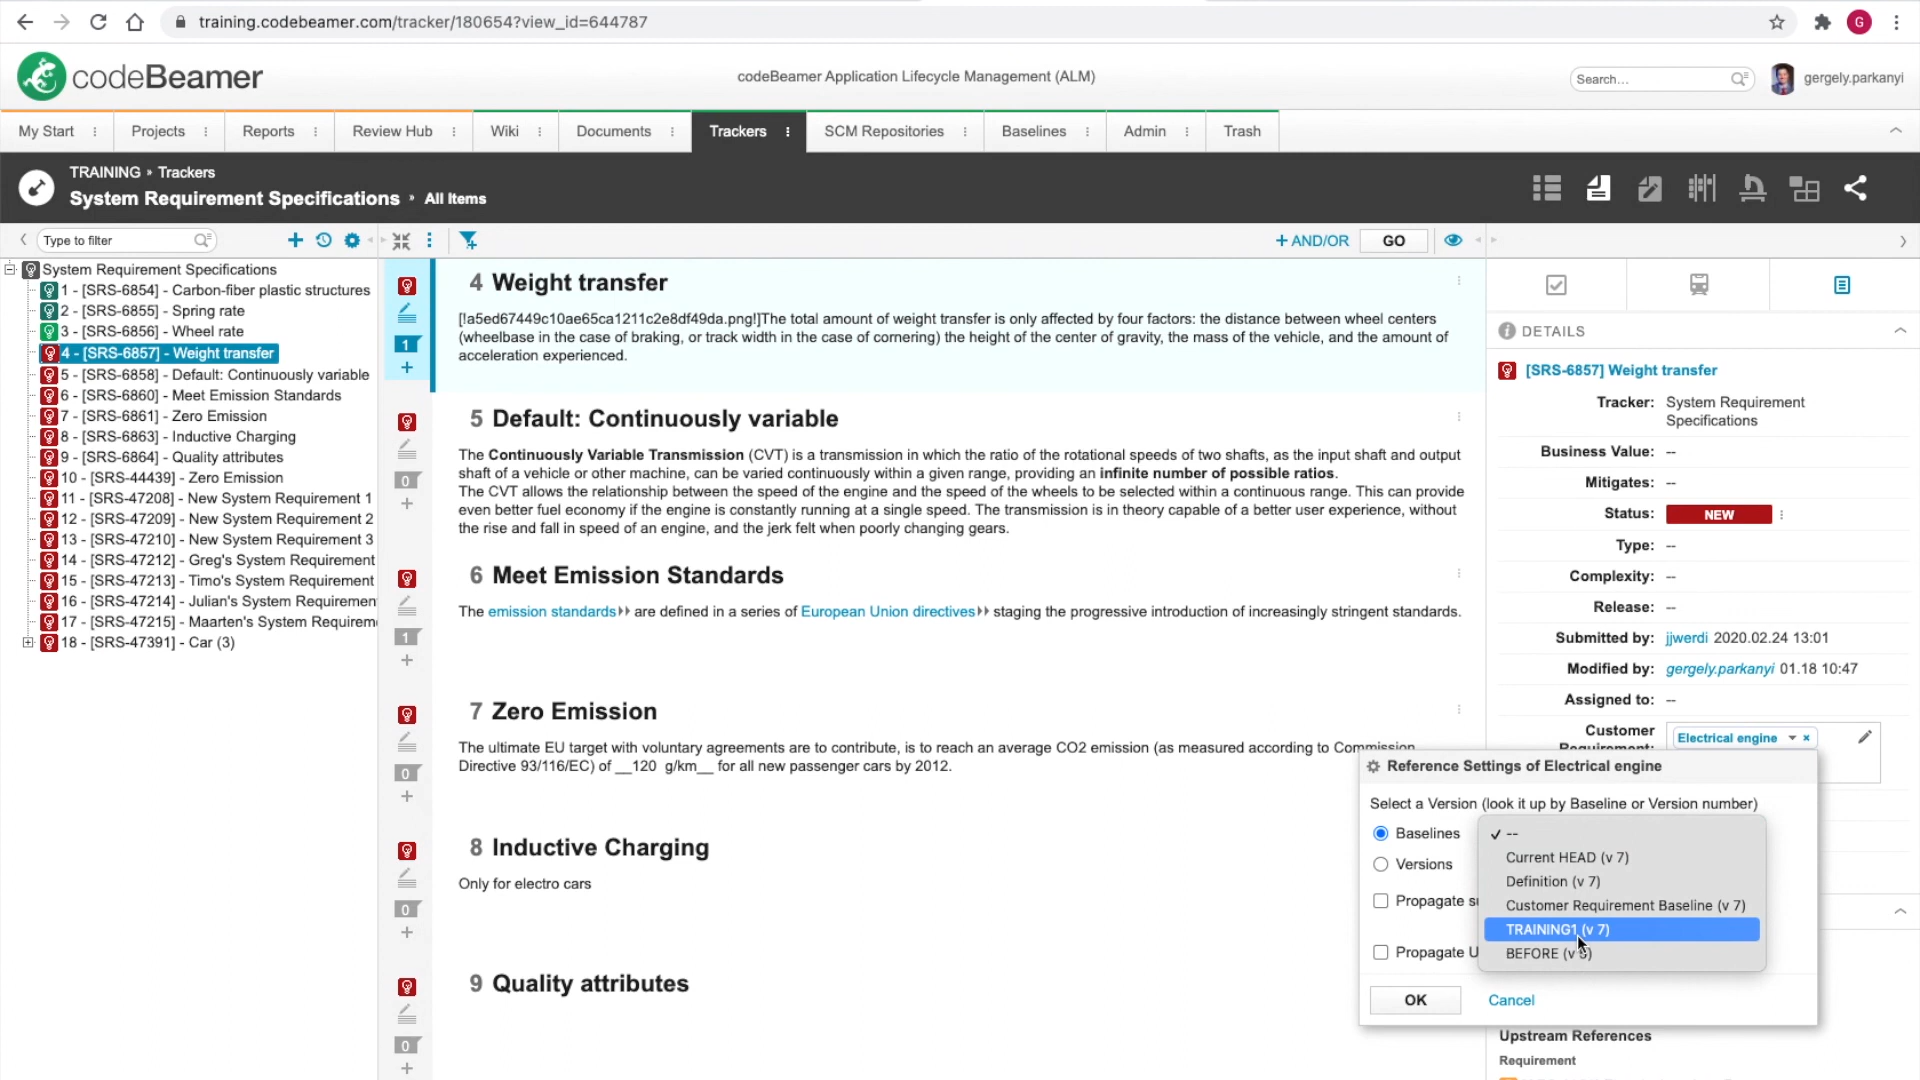 training.codebeamer.com/tracker/180654?view_id=644787
G
codeBeamer
codeBeamer Application Lifecycle Management (ALM)
Search...
gergely.parkanyi
My Start
Projects
Reports
Review Hub
Wiki
Documents
Trackers
SCM Repositories
Baselines
Admin
Trash
TRAINING » Trackers
System Requirement Specifications » All Items
Type to filter
+ AND/OR
GO
System Requirement Specifications
1 - [SRS-6854] - Carbon-fiber plastic structures
2 - [SRS-6855] - Spring rate
3 - [SRS-6856] - Wheel rate
4 - [SRS-6857] - Weight transfer
5 - [SRS-6858] - Default: Continuously variable
6 - [SRS-6860] - Meet Emission Standards
7 - [SRS-6861] - Zero Emission
8 - [SRS-6863] - Inductive Charging
9 - [SRS-6864] - Quality attributes
10 - [SRS-44439] - Zero Emission
11 - [SRS-47208] - New System Requirement 1
12 - [SRS-47209] - New System Requirement 2
13 - [SRS-47210] - New System Requirement 3
14 - [SRS-47212] - Greg's System Requirement
15 - [SRS-47213] - Timo's System Requirement
16 - [SRS-47214] - Julian's System Requiremen
17 - [SRS-47215] - Maarten's System Requirem
18 - [SRS-47391] - Car (3)
4 Weight transfer
[!a5ed67449c10ae65ca1211c2e8df49da.png!]The total amount of weight transfer is only affected by four factors: the distance between wheel centers
(wheelbase in the case of braking, or track width in the case of cornering) the height of the center of gravity, the mass of the vehicle, and the amount of
acceleration experienced.
1
5 Default: Continuously variable
The Continuously Variable Transmission (CVT) is a transmission in which the ratio of the rotational speeds of two shafts, as the input shaft and output
shaft of a vehicle or other machine, can be varied continuously within a given range, providing an infinite number of possible ratios.
The CVT allows the relationship between the speed of the engine and the speed of the wheels to be selected within a continuous range. This can provide
even better fuel economy if the engine is constantly running at a single speed. The transmission is in theory capable of a better user experience, without
the rise and fall in speed of an engine, and the jerk felt when poorly changing gears.
0
6 Meet Emission Standards
The emission standards are defined in a series of European Union directives staging the progressive introduction of increasingly stringent standards.
1
7 Zero Emission
The ultimate EU target with voluntary agreements are to contribute, is to reach an average CO2 emission (as measured according to Commission
Directive 93/116/EC) of __120 g/km__ for all new passenger cars by 2012.
0
8 Inductive Charging
Only for electro cars
0
9 Quality attributes
0
DETAILS
[SRS-6857] Weight transfer
Tracker: System Requirement
Specifications
Business Value: --
Mitigates: --
Status: NEW
Type: --
Complexity: --
Release: --
Submitted by: jjwerdi 2020.02.24 13:01
Modified by: gergely.parkanyi 01.18 10:47
Assigned to: --
Customer
Requirement:
Electrical engine
Reference Settings of Electrical engine
Select a Version (look it up by Baseline or Version number)
Baselines
Versions
Propagate su
Propagate U
✓ --
Current HEAD (v 7)
Definition (v 7)
Customer Requirement Baseline (v 7)
TRAINING1 (v 7)
BEFORE (v
OK
Cancel
Upstream References
Requirement